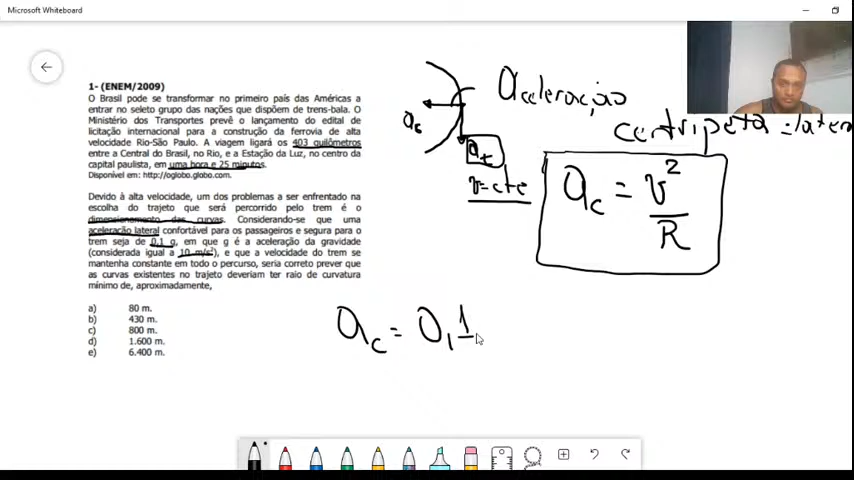 Microsoft Whiteboard
1- (ENEM/2009)
O Brasil pode se transformar no primeiro país das Américas a
entrar no seleto grupo das nações que dispõem de trens-bala. O
Ministério dos Transportes prevê o lançamento do edital de
licitação internacional para a construção da ferrovia de alta
velocidade Rio-São Paulo. A viagem ligará os 403 quilômetros
entre a Central do Brasil, no Rio, e a Estação da Luz, no centro da
capital paulista, em uma hora e 25 minutos.
Disponível em: http://oglobo.globo.com.
Devido à alta velocidade, um dos problemas a ser enfrentado na
escolha do trajeto que será percorrido pelo trem é o
dimensionamento das curvas. Considerando-se que uma
aceleração lateral confortável para os passageiros e segura para o
trem seja de 0,1 g, em que g é a aceleração da gravidade
(considerada igual a 10 m/s²), e que a velocidade do trem se
mantenha constante em todo o percurso, seria correto prever que
as curvas existentes no trajeto deveriam ter raio de curvatura
mínimo de, aproximadamente,
a) 80 m.
b) 430 m.
c) 800 m.
d) 1.600 m.
e) 6.400 m.
ac
at
v=cte
Aceleração
centripeta = latera
ac = v²
R
ac = 0,1